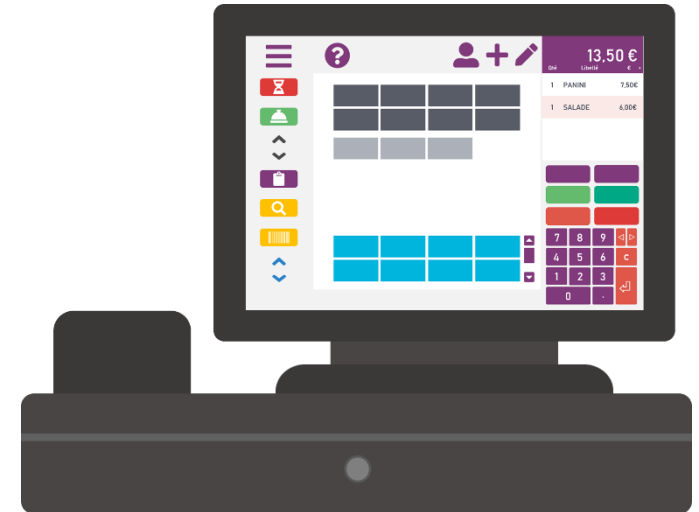 ?
13,50 €
Qté Libellé €
1 PANINI 7,50€
1 SALADE 6,00€
7 8 9
4 5 6 C
1 2 3
0 .